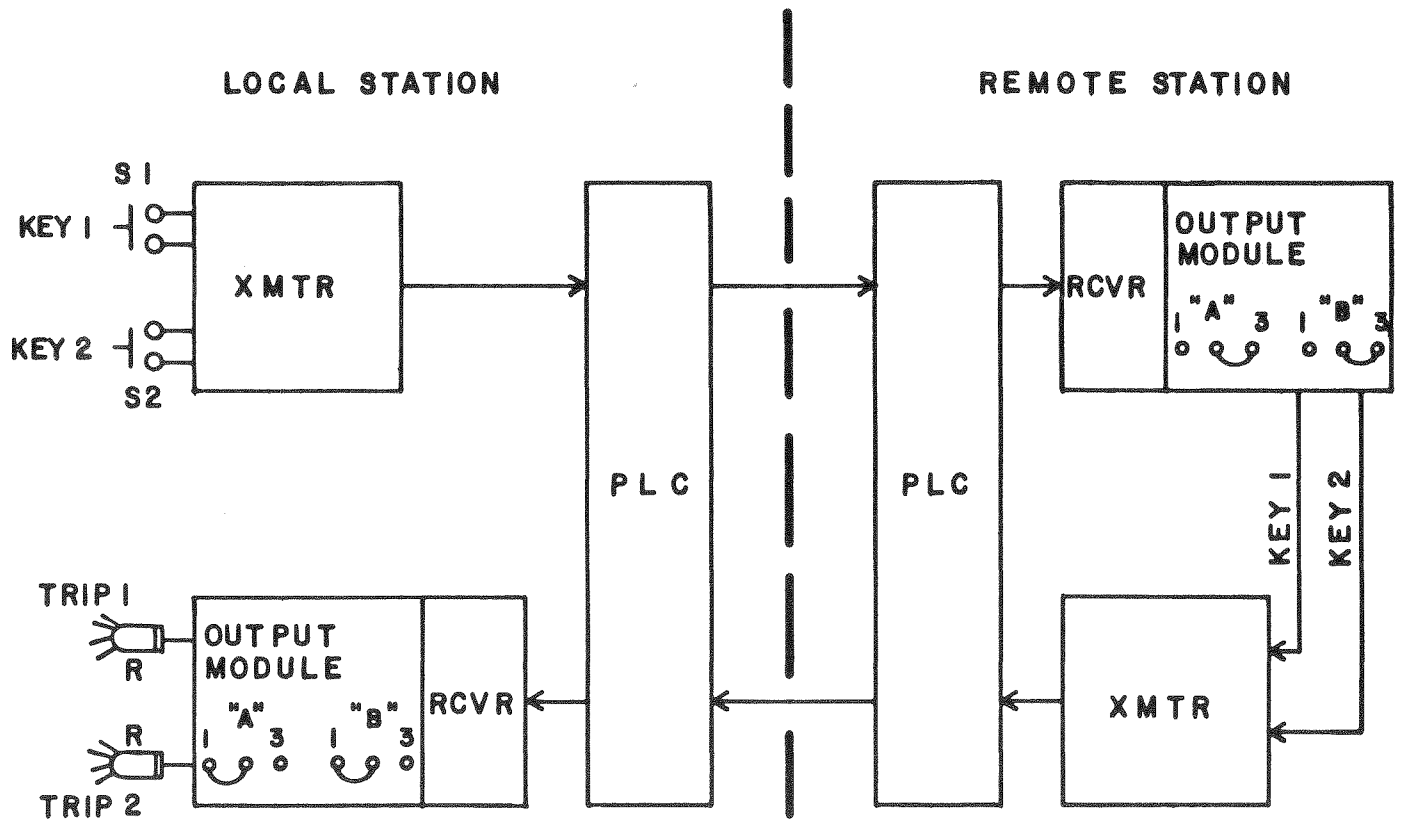 LOCAL STATION
REMOTE STATION
S1
KEY 1
XMTR
KEY 2
S2
PLC
PLC
RCVR
OUTPUT
MODULE
"A"
1 3
"B"
1 3
KEY 1
KEY 2
TRIP 1
R
OUTPUT
MODULE
"A"
1 3
"B"
1 3
RCVR
R
TRIP 2
XMTR